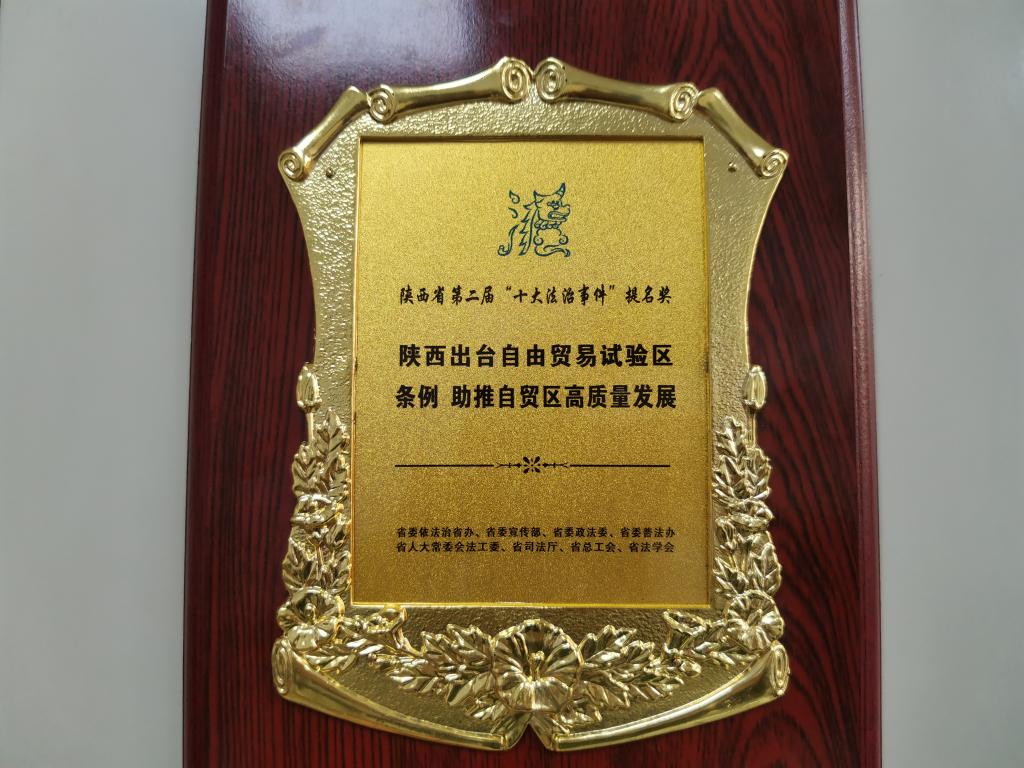 陕西省第二届“十大法治事件”提名奖
陕西出台自由贸易试验区
条例 助推自贸区高质量发展
省委依法治省办、省委宣传部、省委政法委、省委普法办
省人大常委会法工委、省司法厅、省总工会、省法学会